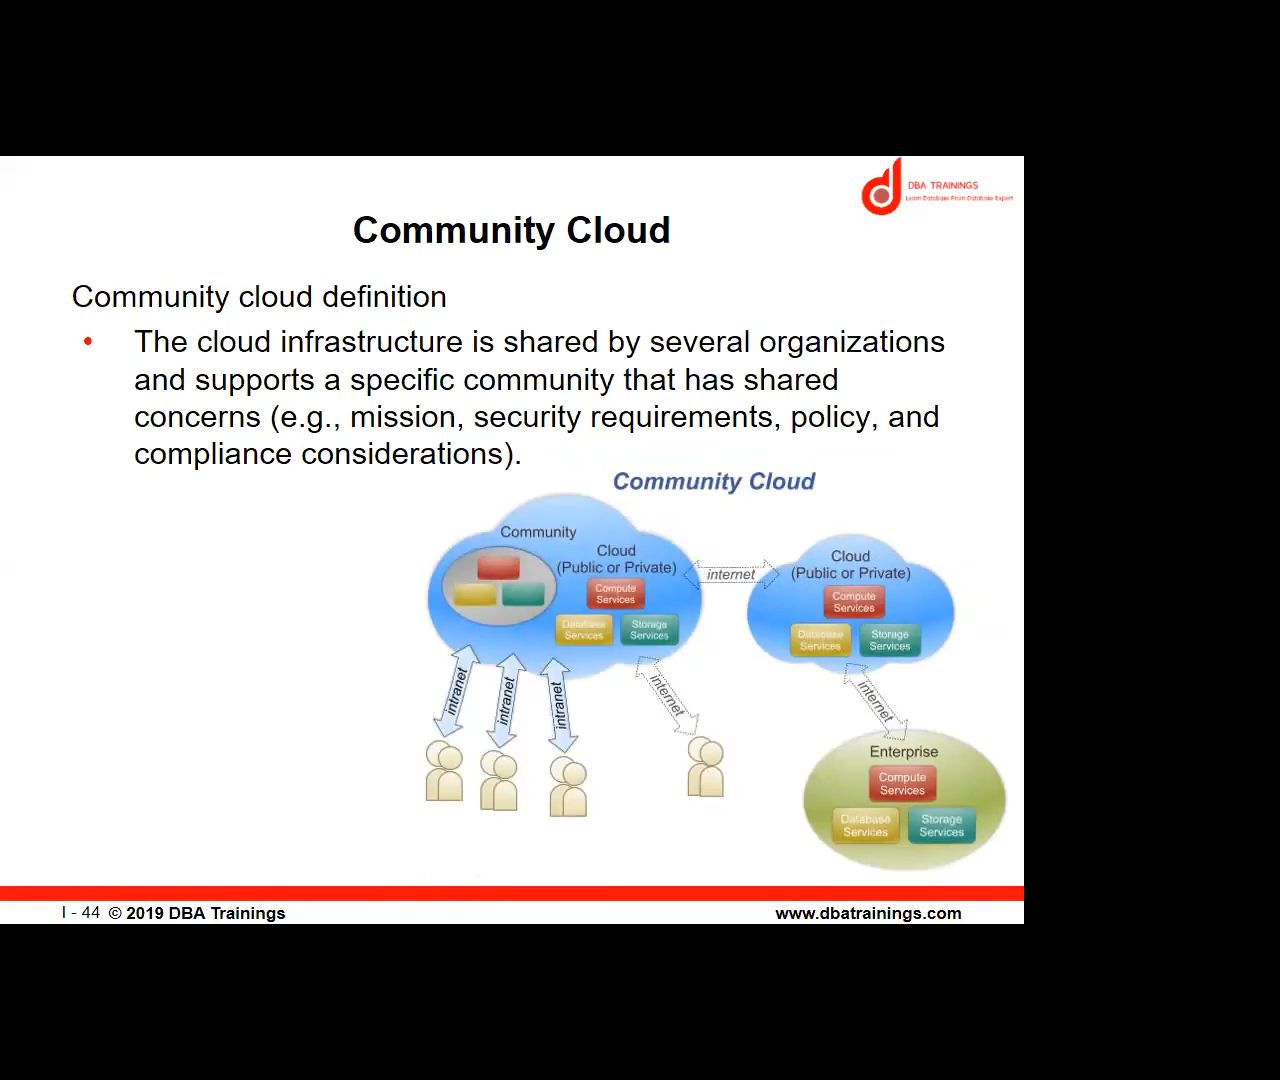 DBA TRAININGS
Learn Database From Database Expert
Community Cloud
Community cloud definition
• The cloud infrastructure is shared by several organizations
and supports a specific community that has shared
concerns (e.g., mission, security requirements, policy, and
compliance considerations).
Community Cloud
Community
Cloud
(Public or Private)
Compute
Services
Database
Services
Storage
Services
internet
Cloud
(Public or Private)
Compute
Services
Database
Services
Storage
Services
intranet
intranet
intranet
internet
internet
Enterprise
Compute
Services
Database
Services
Storage
Services
I - 44 © 2019 DBA Trainings
www.dbatrainings.com